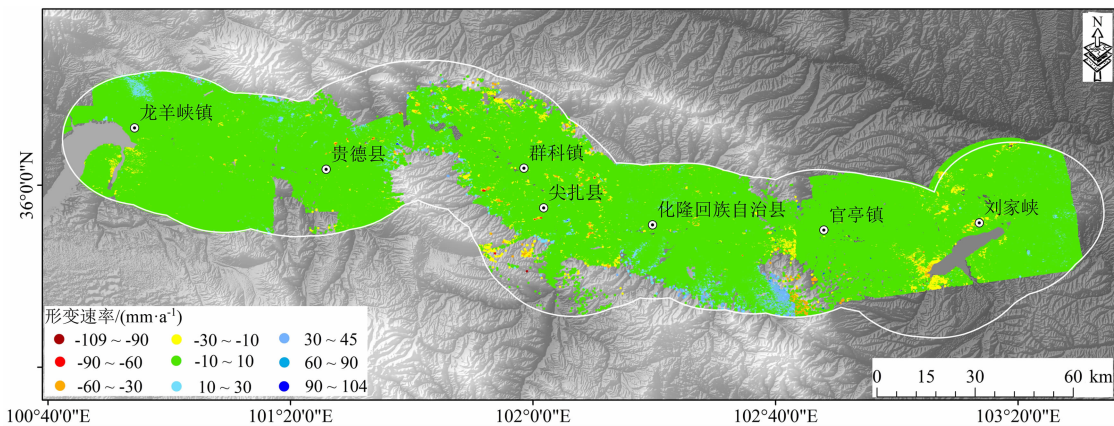 N
龙羊峡镇
贵德县
群科镇
尖扎县
化隆回族自治县
官亭镇
刘家峡
36°0'0"N
形变速率/(mm·a⁻¹)
-109 ~ -90
-30 ~ -10
30 ~ 45
-90 ~ -60
-10 ~ 10
60 ~ 90
-60 ~ -30
10 ~ 30
90 ~ 104
0 15 30 60 km
100°40'0"E 101°20'0"E 102°0'0"E 102°40'0"E 103°20'0"E